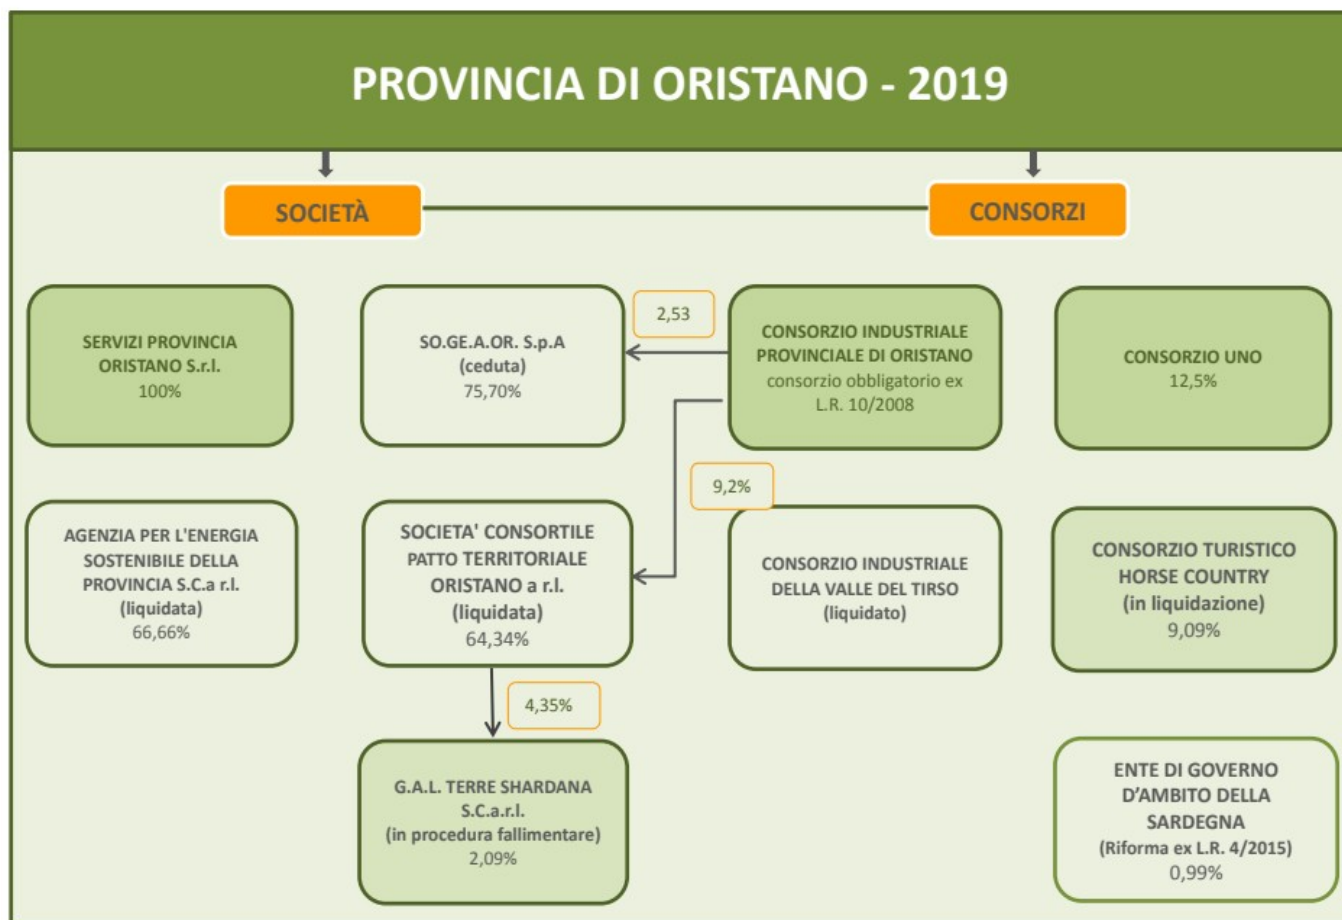 PROVINCIA DI ORISTANO - 2019
SOCIETÀ
CONSORZI
SERVIZI PROVINCIA
ORISTANO S.r.l.
100%
SO.GE.A.OR. S.p.A
(ceduta)
75,70%
2,53
CONSORZIO INDUSTRIALE
PROVINCIALE DI ORISTANO
consorzio obbligatorio ex
L.R. 10/2008
CONSORZIO UNO
12,5%
9,2%
AGENZIA PER L'ENERGIA
SOSTENIBILE DELLA
PROVINCIA S.C.a r.l.
(liquidata)
66,66%
SOCIETA' CONSORTILE
PATTO TERRITORIALE
ORISTANO a r.l.
(liquidata)
64,34%
CONSORZIO INDUSTRIALE
DELLA VALLE DEL TIRSO
(liquidato)
CONSORZIO TURISTICO
HORSE COUNTRY
(in liquidazione)
9,09%
4,35%
G.A.L. TERRE SHARDANA
S.C.a.r.l.
(in procedura fallimentare)
2,09%
ENTE DI GOVERNO
D’AMBITO DELLA
SARDEGNA
(Riforma ex L.R. 4/2015)
0,99%